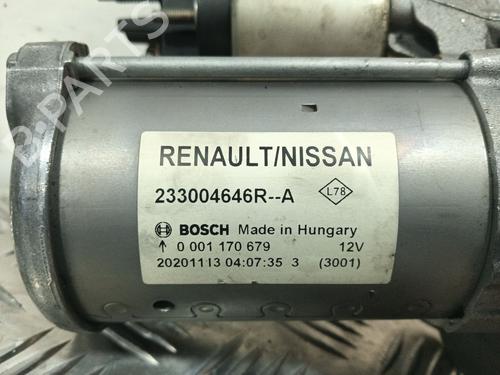 RENAULT/NISSAN
233004646R--A
L78
BOSCH Made in Hungary
↑ 0 001 170 679 12V
20201113 04:07:35 3 (3001)
B-PARTS